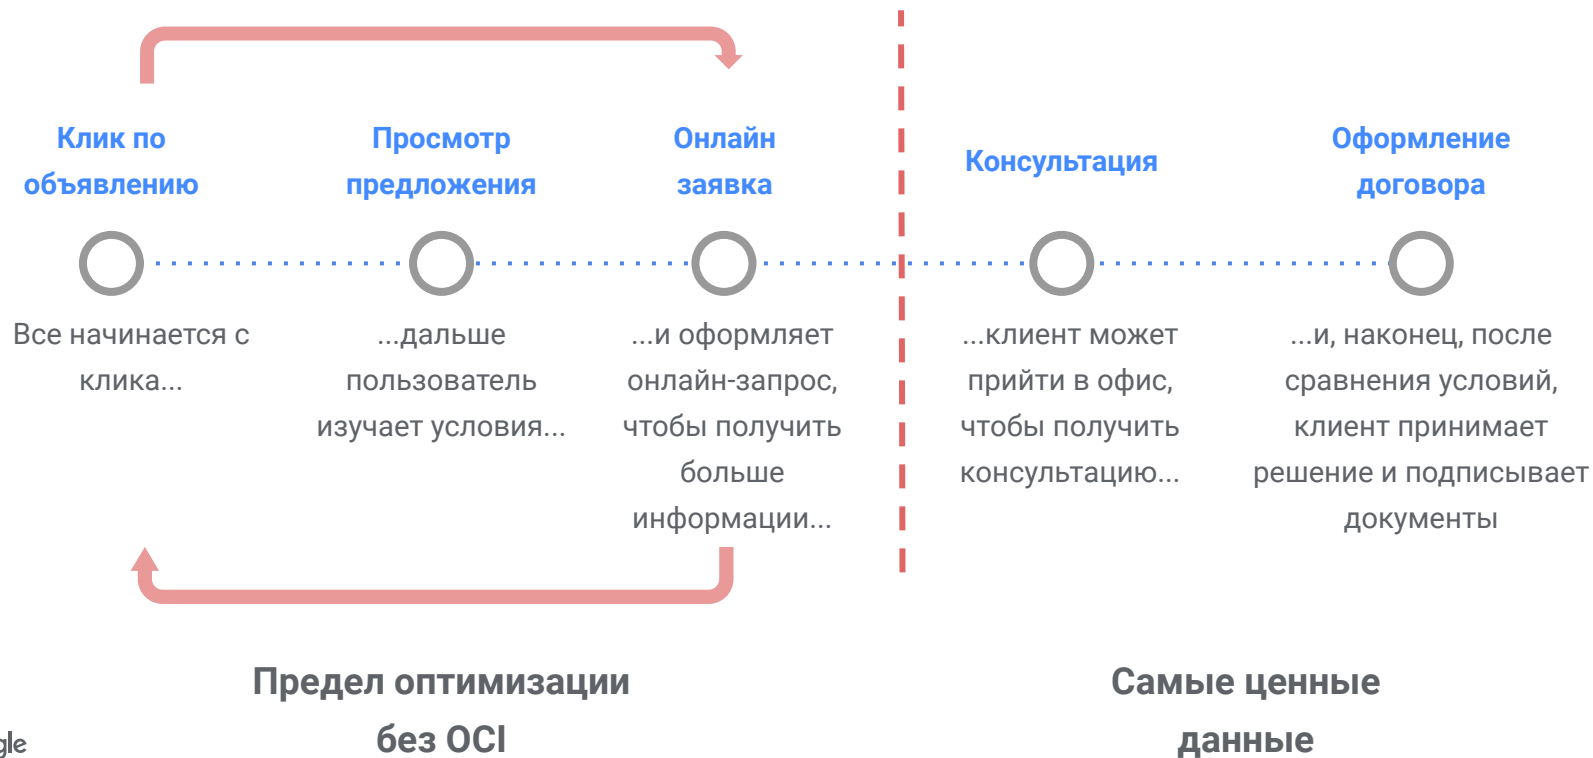 Клик по
объявлению
Просмотр
предложения
Онлайн
заявка
Консультация
Оформление
договора
Все начинается с
клика...
...дальше
пользователь
изучает условия...
...и оформляет
онлайн-запрос,
чтобы получить
больше
информации...
...клиент может
прийти в офис,
чтобы получить
консультацию...
...и, наконец, после
сравнения условий,
клиент принимает
решение и подписывает
документы
Предел оптимизации
без OCI
Самые ценные
данные
gle